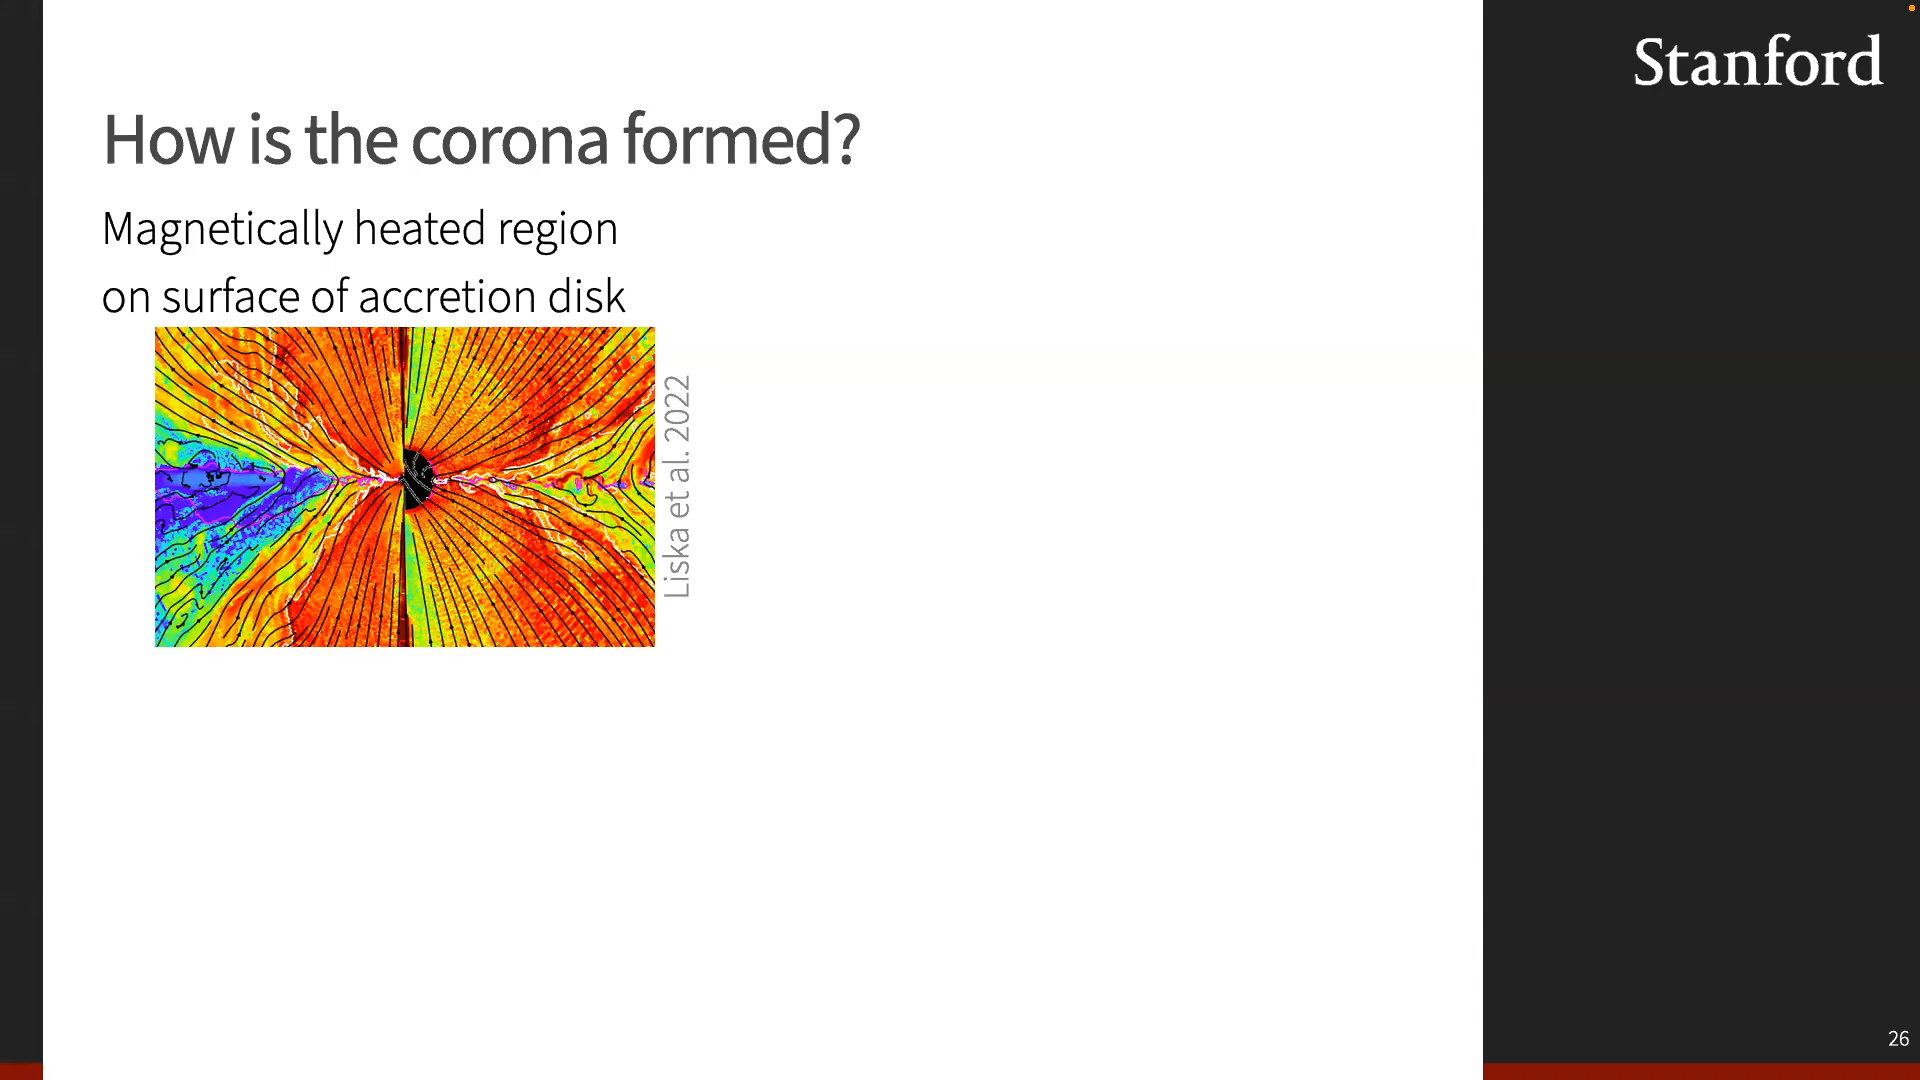 Stanford
How is the corona formed?
Magnetically heated region
on surface of accretion disk
Liska et al. 2022
26